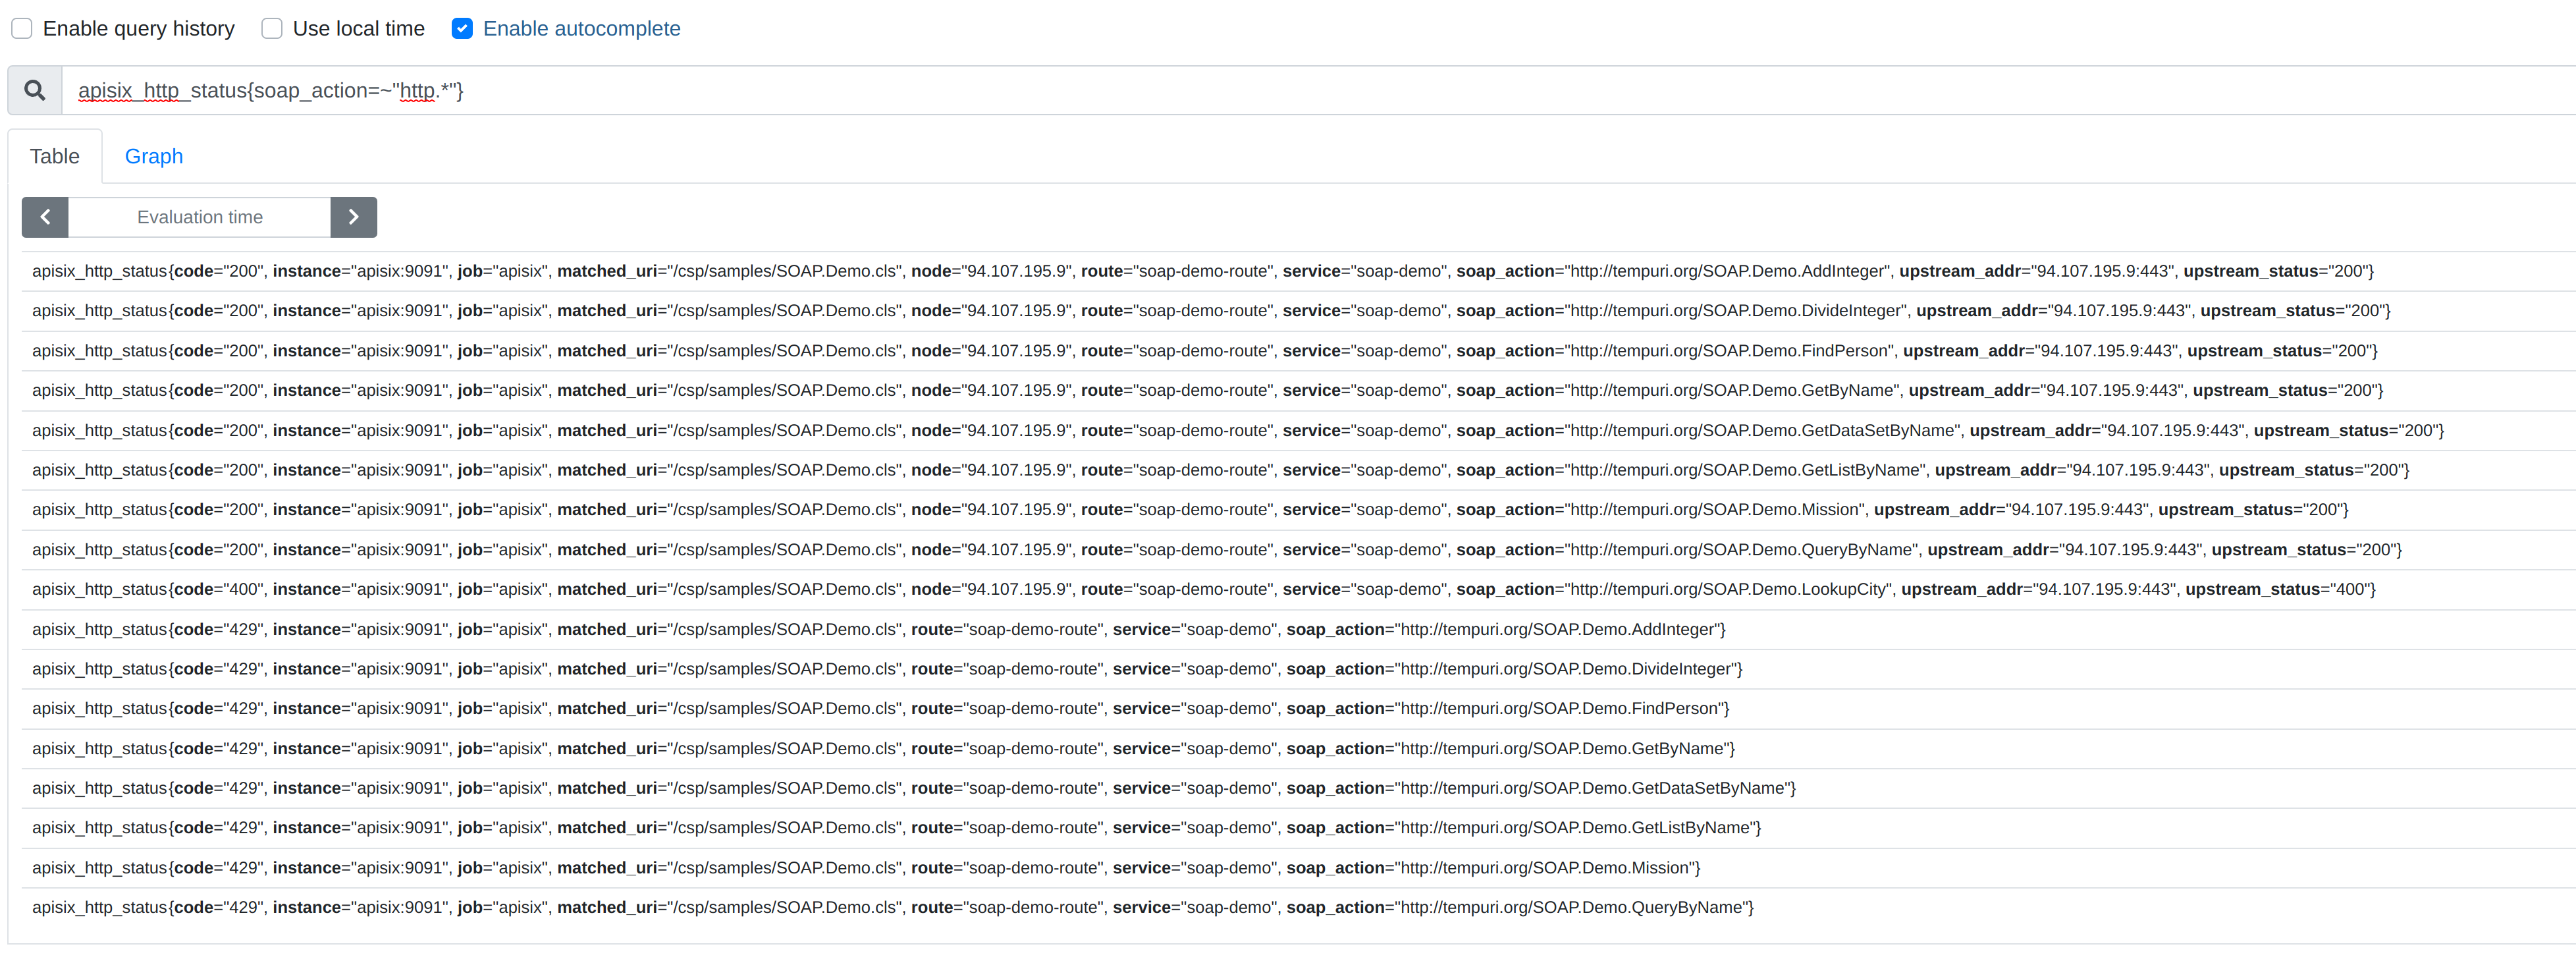 Enable query history Use local time Enable autocomplete
apisix_http_status{soap_action=~"http.*"}
Table Graph
Evaluation time
apisix_http_status{code="200", instance="apisix:9091", job="apisix", matched_uri="/csp/samples/SOAP.Demo.cls", node="94.107.195.9", route="soap-demo-route", service="soap-demo", soap_action="http://tempuri.org/SOAP.Demo.AddInteger", upstream_addr="94.107.195.9:443", upstream_status="200"}
apisix_http_status{code="200", instance="apisix:9091", job="apisix", matched_uri="/csp/samples/SOAP.Demo.cls", node="94.107.195.9", route="soap-demo-route", service="soap-demo", soap_action="http://tempuri.org/SOAP.Demo.DivideInteger", upstream_addr="94.107.195.9:443", upstream_status="200"}
apisix_http_status{code="200", instance="apisix:9091", job="apisix", matched_uri="/csp/samples/SOAP.Demo.cls", node="94.107.195.9", route="soap-demo-route", service="soap-demo", soap_action="http://tempuri.org/SOAP.Demo.FindPerson", upstream_addr="94.107.195.9:443", upstream_status="200"}
apisix_http_status{code="200", instance="apisix:9091", job="apisix", matched_uri="/csp/samples/SOAP.Demo.cls", node="94.107.195.9", route="soap-demo-route", service="soap-demo", soap_action="http://tempuri.org/SOAP.Demo.GetByName", upstream_addr="94.107.195.9:443", upstream_status="200"}
apisix_http_status{code="200", instance="apisix:9091", job="apisix", matched_uri="/csp/samples/SOAP.Demo.cls", node="94.107.195.9", route="soap-demo-route", service="soap-demo", soap_action="http://tempuri.org/SOAP.Demo.GetDataSetByName", upstream_addr="94.107.195.9:443", upstream_status="200"}
apisix_http_status{code="200", instance="apisix:9091", job="apisix", matched_uri="/csp/samples/SOAP.Demo.cls", node="94.107.195.9", route="soap-demo-route", service="soap-demo", soap_action="http://tempuri.org/SOAP.Demo.GetListByName", upstream_addr="94.107.195.9:443", upstream_status="200"}
apisix_http_status{code="200", instance="apisix:9091", job="apisix", matched_uri="/csp/samples/SOAP.Demo.cls", node="94.107.195.9", route="soap-demo-route", service="soap-demo", soap_action="http://tempuri.org/SOAP.Demo.Mission", upstream_addr="94.107.195.9:443", upstream_status="200"}
apisix_http_status{code="200", instance="apisix:9091", job="apisix", matched_uri="/csp/samples/SOAP.Demo.cls", node="94.107.195.9", route="soap-demo-route", service="soap-demo", soap_action="http://tempuri.org/SOAP.Demo.QueryByName", upstream_addr="94.107.195.9:443", upstream_status="200"}
apisix_http_status{code="400", instance="apisix:9091", job="apisix", matched_uri="/csp/samples/SOAP.Demo.cls", node="94.107.195.9", route="soap-demo-route", service="soap-demo", soap_action="http://tempuri.org/SOAP.Demo.LookupCity", upstream_addr="94.107.195.9:443", upstream_status="400"}
apisix_http_status{code="429", instance="apisix:9091", job="apisix", matched_uri="/csp/samples/SOAP.Demo.cls", route="soap-demo-route", service="soap-demo", soap_action="http://tempuri.org/SOAP.Demo.AddInteger"}
apisix_http_status{code="429", instance="apisix:9091", job="apisix", matched_uri="/csp/samples/SOAP.Demo.cls", route="soap-demo-route", service="soap-demo", soap_action="http://tempuri.org/SOAP.Demo.DivideInteger"}
apisix_http_status{code="429", instance="apisix:9091", job="apisix", matched_uri="/csp/samples/SOAP.Demo.cls", route="soap-demo-route", service="soap-demo", soap_action="http://tempuri.org/SOAP.Demo.FindPerson"}
apisix_http_status{code="429", instance="apisix:9091", job="apisix", matched_uri="/csp/samples/SOAP.Demo.cls", route="soap-demo-route", service="soap-demo", soap_action="http://tempuri.org/SOAP.Demo.GetByName"}
apisix_http_status{code="429", instance="apisix:9091", job="apisix", matched_uri="/csp/samples/SOAP.Demo.cls", route="soap-demo-route", service="soap-demo", soap_action="http://tempuri.org/SOAP.Demo.GetDataSetByName"}
apisix_http_status{code="429", instance="apisix:9091", job="apisix", matched_uri="/csp/samples/SOAP.Demo.cls", route="soap-demo-route", service="soap-demo", soap_action="http://tempuri.org/SOAP.Demo.GetListByName"}
apisix_http_status{code="429", instance="apisix:9091", job="apisix", matched_uri="/csp/samples/SOAP.Demo.cls", route="soap-demo-route", service="soap-demo", soap_action="http://tempuri.org/SOAP.Demo.Mission"}
apisix_http_status{code="429", instance="apisix:9091", job="apisix", matched_uri="/csp/samples/SOAP.Demo.cls", route="soap-demo-route", service="soap-demo", soap_action="http://tempuri.org/SOAP.Demo.QueryByName"}